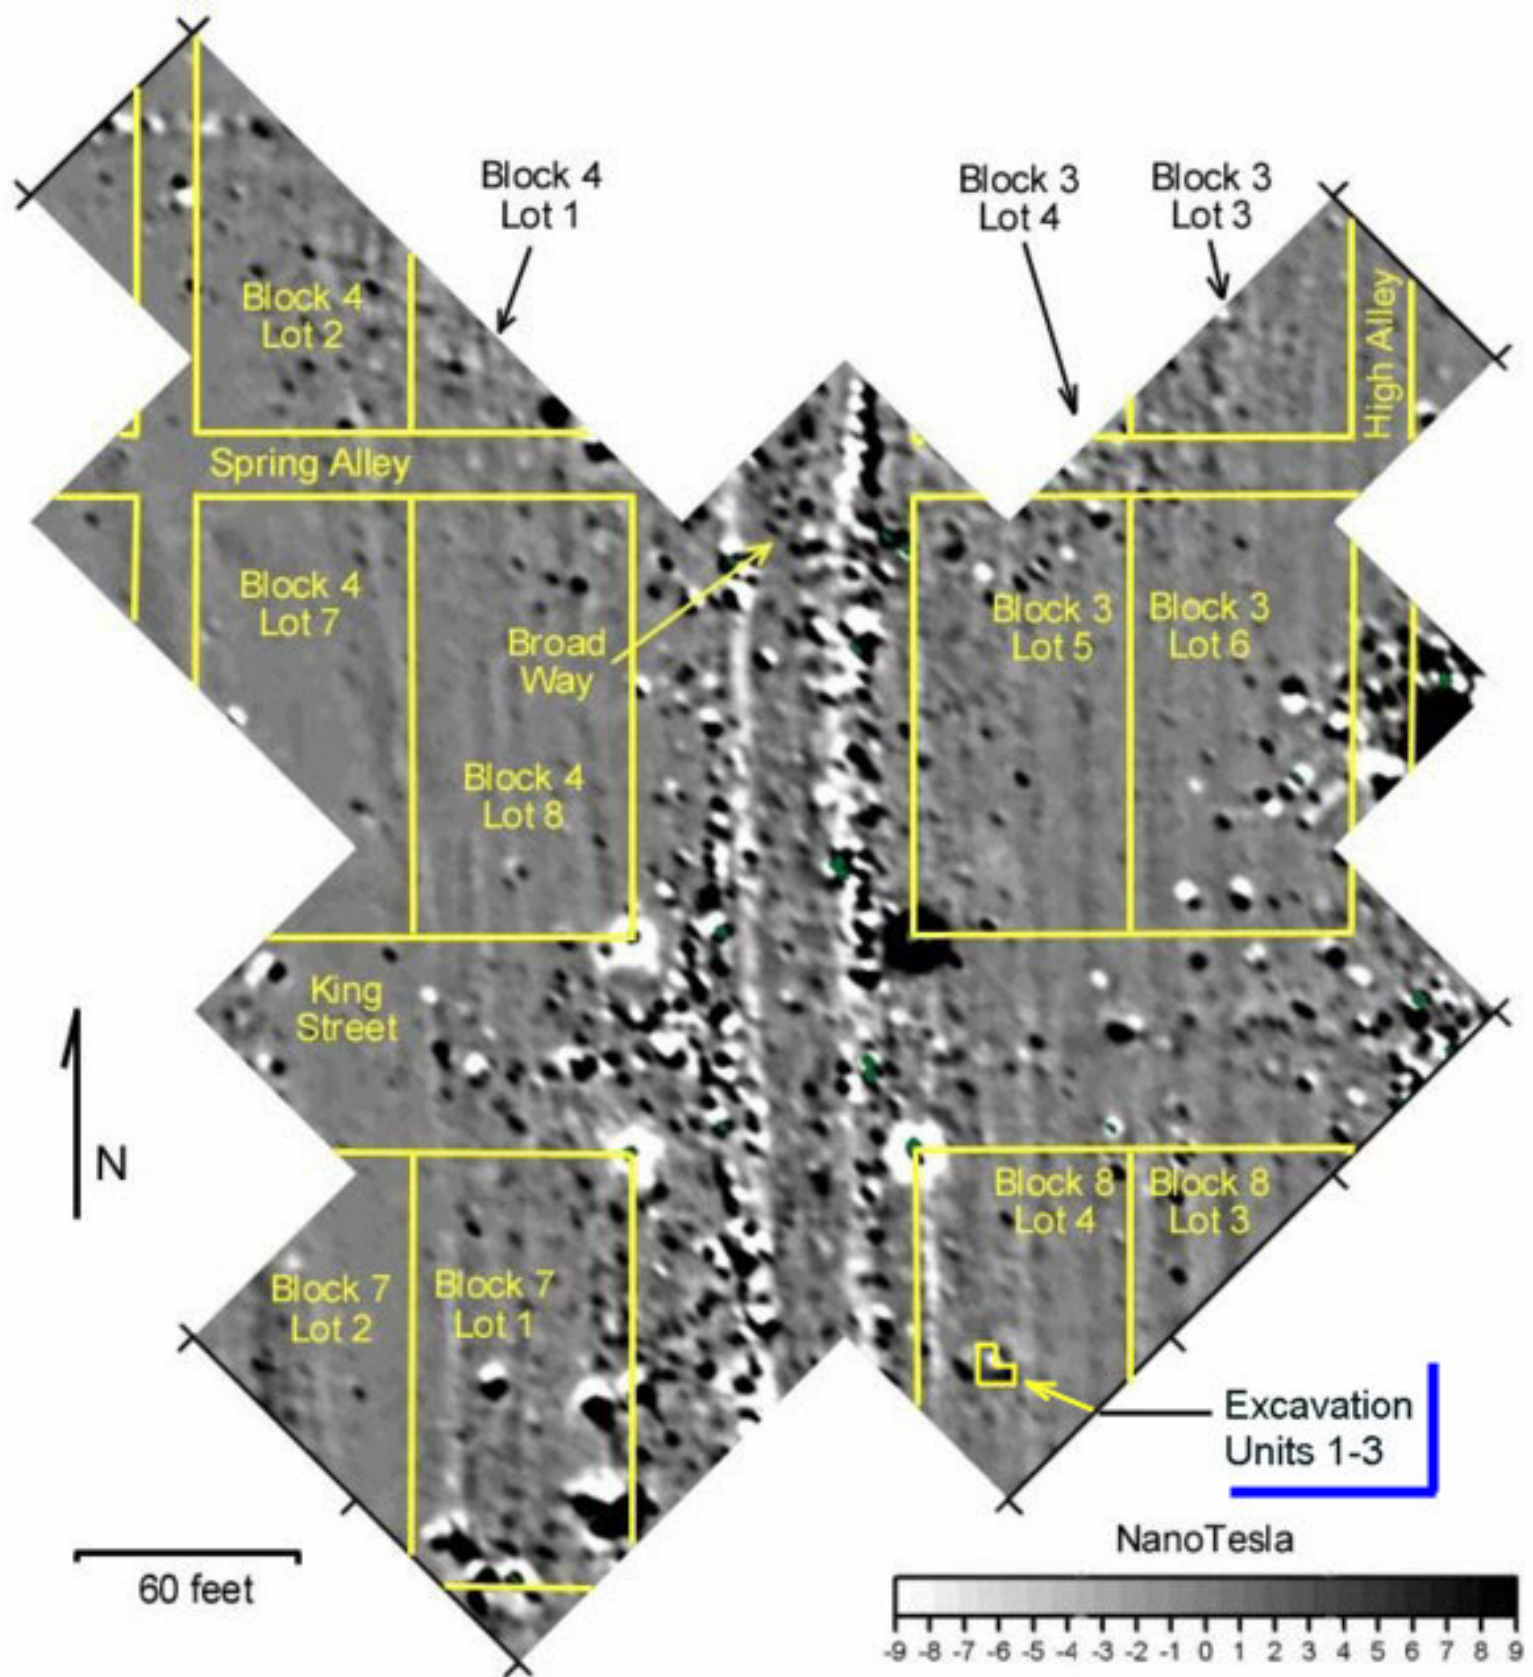 Block 4
Lot 1
Block 3
Lot 4
Block 3
Lot 3
High Alley
Block 4
Lot 2
Spring Alley
Block 4
Lot 7
Broad
Way
Block 3
Lot 5
Block 3
Lot 6
Block 4
Lot 8
King
Street
N
Block 8
Lot 4
Block 8
Lot 3
Block 7
Lot 2
Block 7
Lot 1
Excavation
Units 1-3
NanoTesla
60 feet
-9 -8 -7 -6 -5 -4 -3 -2 -1 0 1 2 3 4 5 6 7 8 9